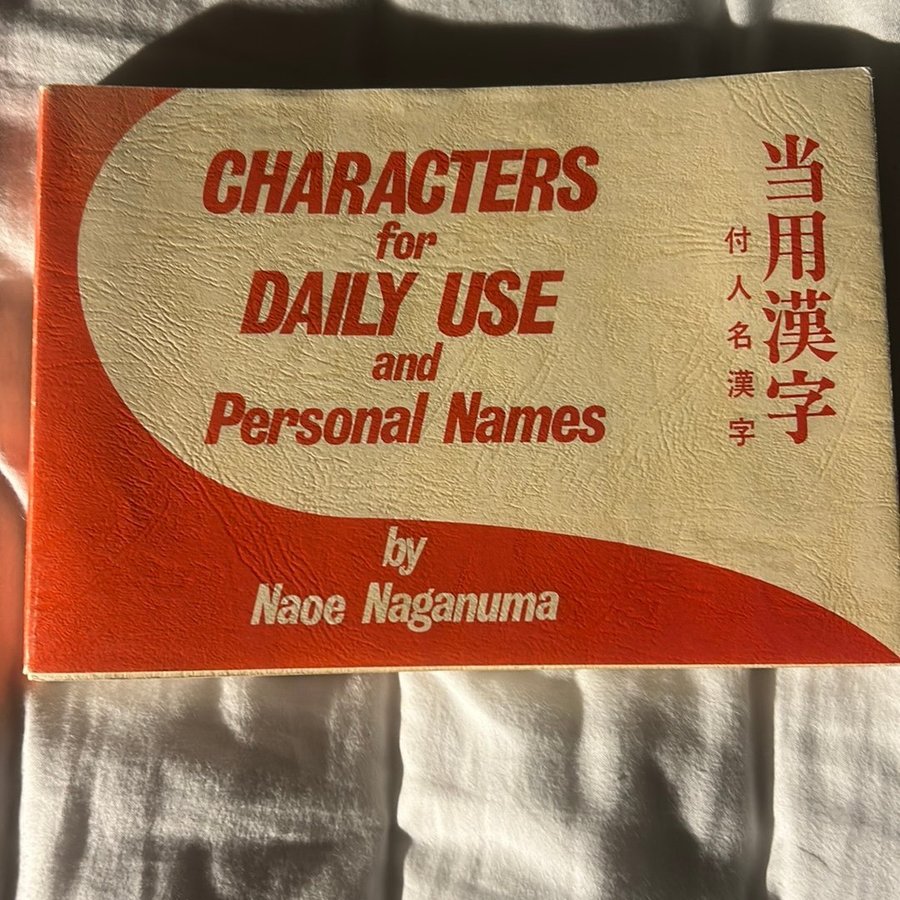 CHARACTERS
for
DAILY USE
and
Personal Names
by
Naoe Naganuma
当用漢字
付人名漢字